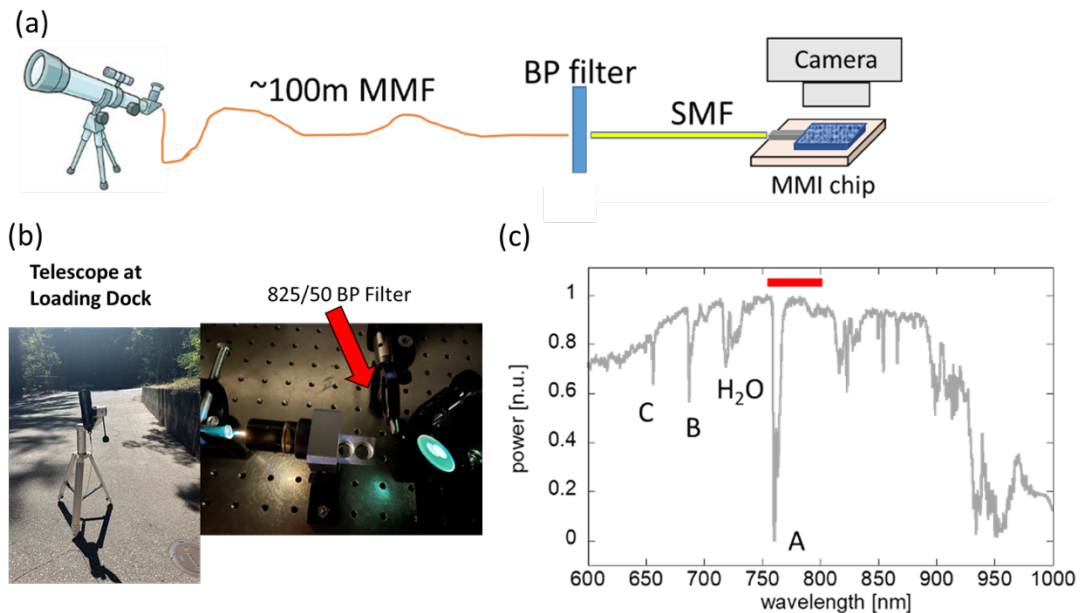 (a)
~100m MMF
BP filter
SMF
Camera
MMI chip
(b)
Telescope at
Loading Dock
825/50 BP Filter
(c)
power [n.u.]
1
0.8
0.6
0.4
0.2
0
C
B
H₂O
A
600 650 700 750 800 850 900 950 1000
wavelength [nm]